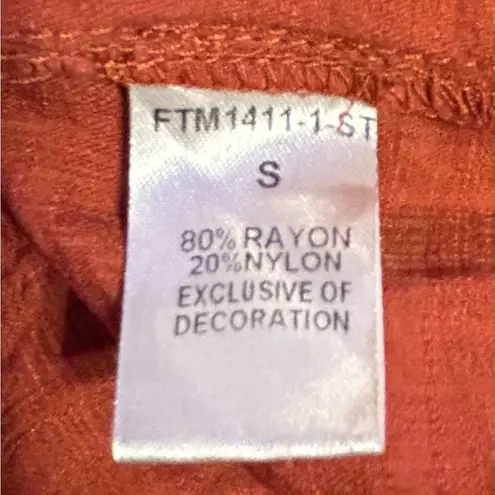 FTM1411-1-ST
S
80% RAYON
20%NYLON
EXCLUSIVE OF
DECORATION